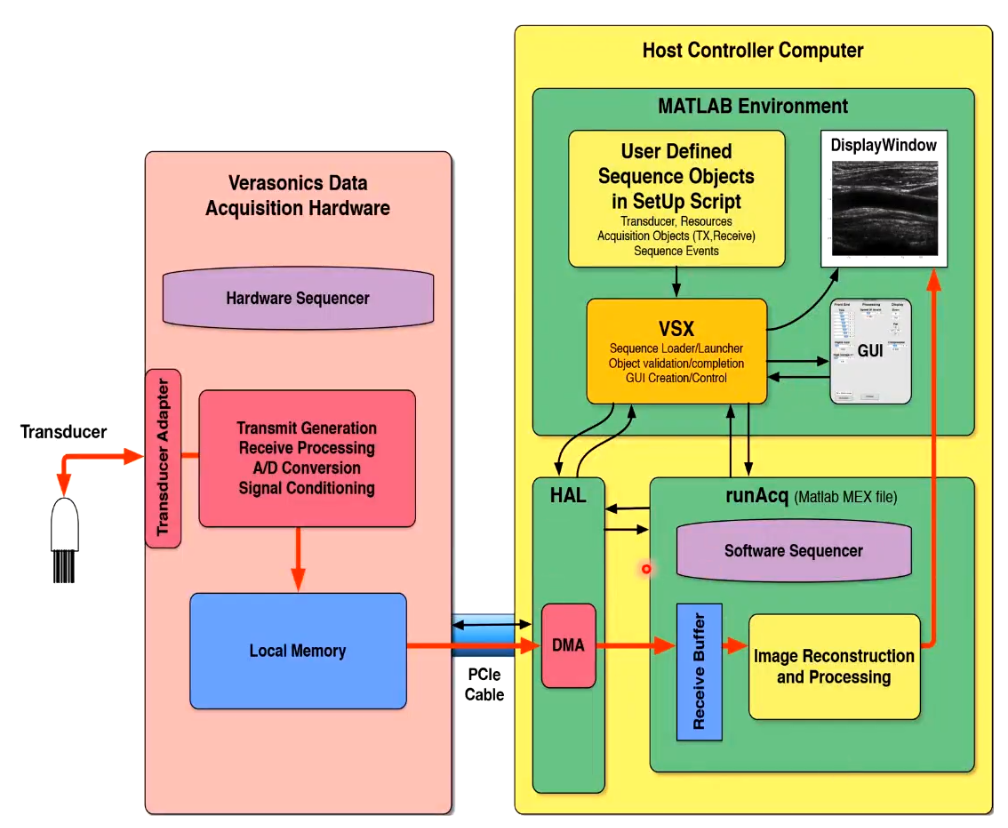 Host Controller Computer
MATLAB Environment
User Defined
Sequence Objects
in SetUp Script
Transducer, Resources
Acquisition Objects (TX,Receive)
Sequence Events
DisplayWindow
Verasonics Data
Acquisition Hardware
Hardware Sequencer
VSX
Sequence Loader/Launcher
Object validation/completion
GUI Creation/Control
Processing
Display
GUI
Transducer
Transducer Adapter
Transmit Generation
Receive Processing
A/D Conversion
Signal Conditioning
HAL
runAcq (Matlab MEX file)
Software Sequencer
Local Memory
PCIe
Cable
DMA
Receive Buffer
Image Reconstruction
and Processing